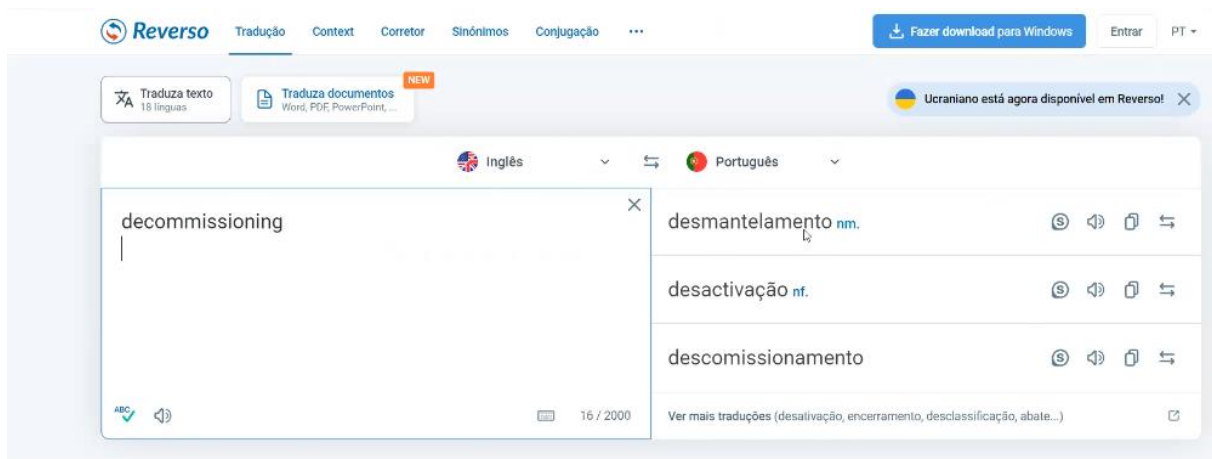 Reverso Tradução Context Corretor Sinónimos Conjugação ••• Fazer download para Windows Entrar PT
NEW
Traduza texto
18 línguas
Traduza documentos
Word, PDF, PowerPoint, ...
Ucraniano está agora disponível em Reverso!
Inglês Português
decommissioning
desmantelamento nm.
desactivação nf.
descomissionamento
ABC 16 / 2000
Ver mais traduções (desativação, encerramento, desclassificação, abate...)